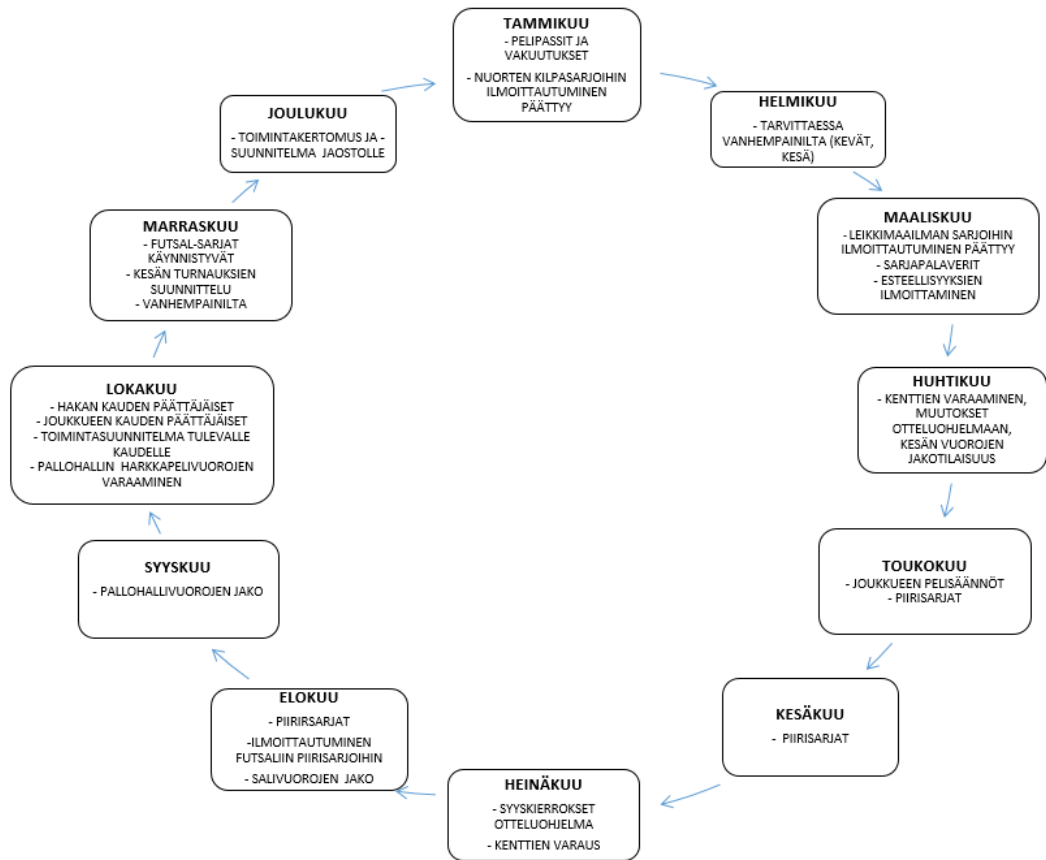 TAMMIKUU
- PELIPASSIT JA
VAKUUTUKSET
- NUORTEN KILPASARJOIHIN
ILMOITTAUTUMINEN
PÄÄTTYY
HELMIKUU
- TARVITTAESSA
VANHEMPAINILTA (KEVÄT,
KESÄ)
MAALISKUU
- LEIKKIMAAILMAN SARJOIHIN
ILMOITTAUTUMINEN PÄÄTTYY
- SARJAPALAVERIT
- ESTEELLISYYKSIEN
ILMOITTAMINEN
HUHTIKUU
- KENTTIEN VARAAMINEN,
MUUTOKSET
OTTELUOHJELMAAN,
KESÄN VUOROJEN
JAKOTILAISUUS
TOUKOKUU
- JOUKKUEEN PELISÄÄNNÖT
- PIIRISARJAT
KESÄKUU
- PIIRISARJAT
HEINÄKUU
- SYYSKIERROKSET
OTTELUOHJELMA
- KENTTIEN VARAUS
ELOKUU
- PIIRIRSARJAT
-ILMOITTAUTUMINEN
FUTSALIIN PIIRISARJOIHIN
- SALIVUOROJEN JAKO
SYYSKUU
- PALLOHALLIVUOROJEN JAKO
LOKAKUU
- HAKAN KAUDEN PÄÄTTÄJÄISET
- JOUKKUEEN KAUDEN PÄÄTTÄJÄISET
- TOIMINTASUUNNITELMA TULEVALLE
KAUDELLE
- PALLOHALLIN HARKKAPELIVUOROJEN
VARAAMINEN
MARRASKUU
- FUTSAL-SARJAT
KÄYNNISTYVÄT
- KESÄN TURNAUKSIEN
SUUNNITTELU
- VANHEMPAINILTA
JOULUKUU
- TOIMINTAKERTOMUS JA -
SUUNNITELMA JAOSTOLLE